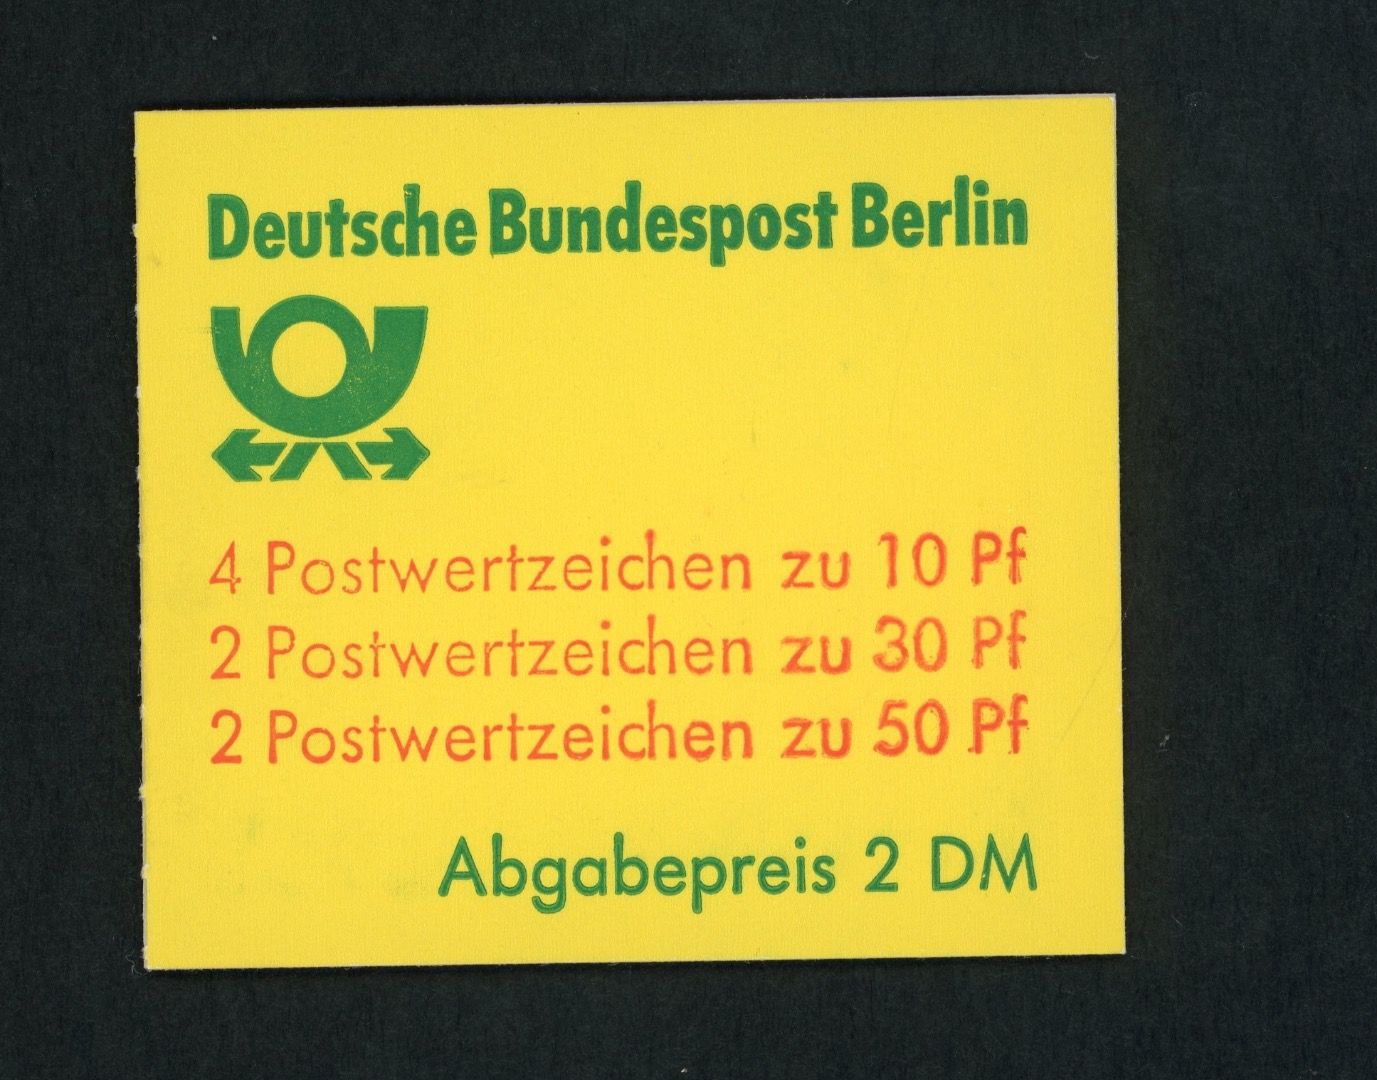 Deutsche Bundespost Berlin
4 Postwertzeichen zu 10 Pf
2 Postwertzeichen zu 30 Pf
2 Postwertzeichen zu 50 Pf
Abgabepreis 2 DM